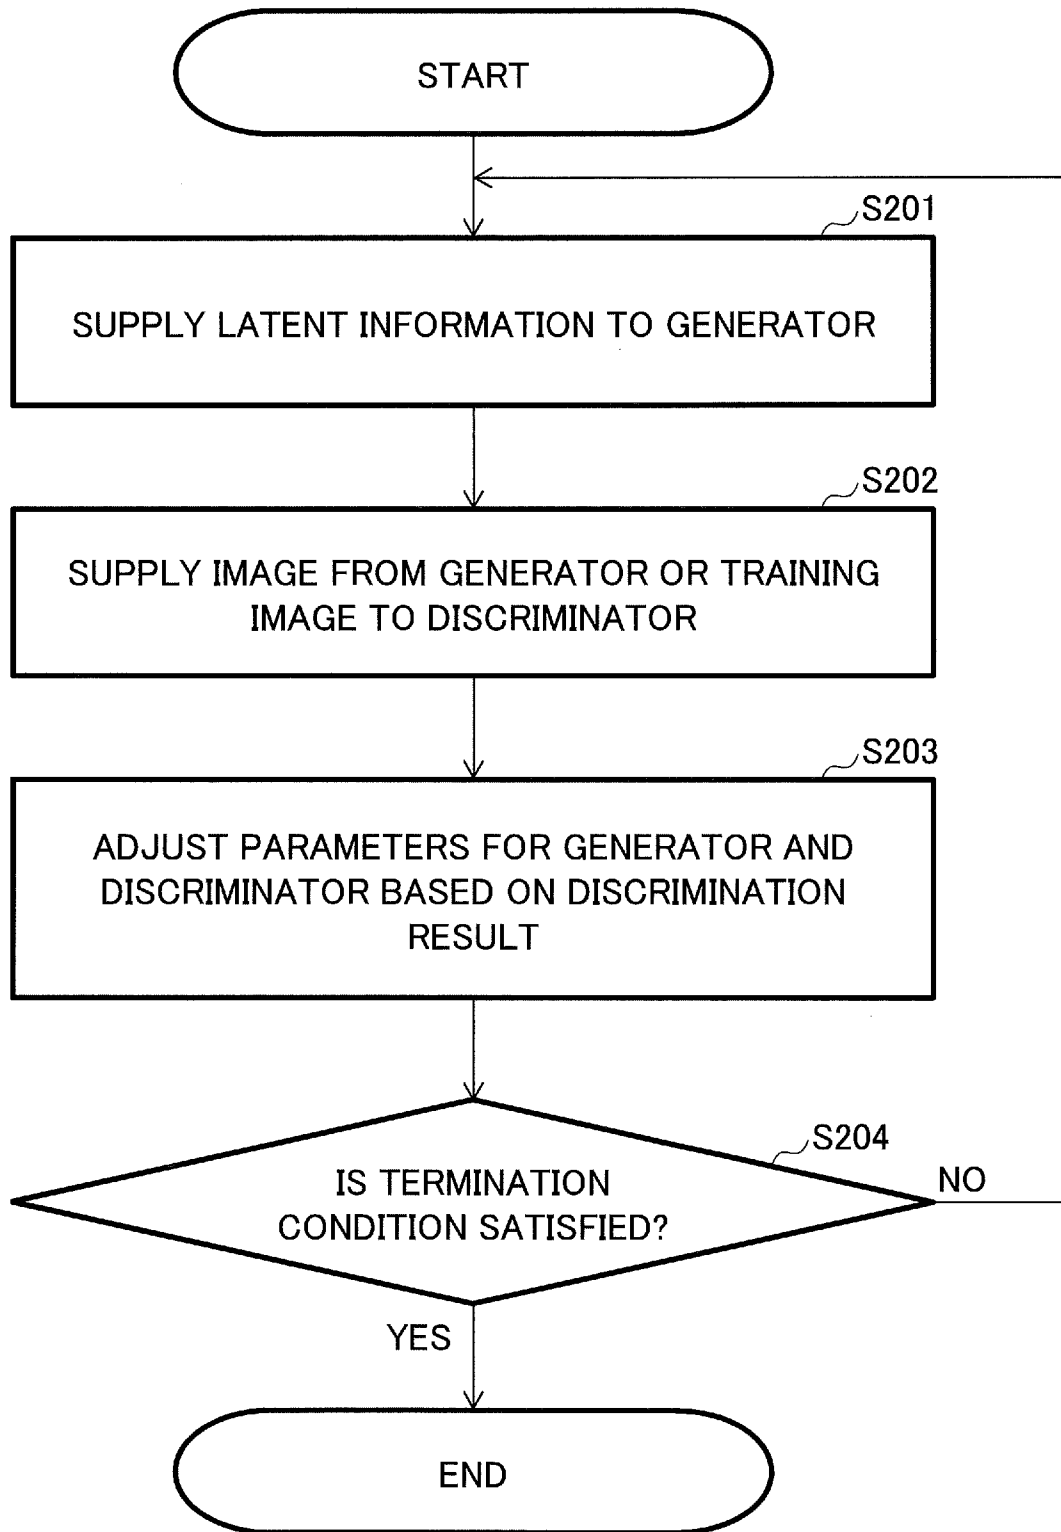 START
S201
SUPPLY LATENT INFORMATION TO GENERATOR
S202
SUPPLY IMAGE FROM GENERATOR OR TRAINING
IMAGE TO DISCRIMINATOR
S203
ADJUST PARAMETERS FOR GENERATOR AND
DISCRIMINATOR BASED ON DISCRIMINATION
RESULT
S204
IS TERMINATION
CONDITION SATISFIED?
NO
YES
END